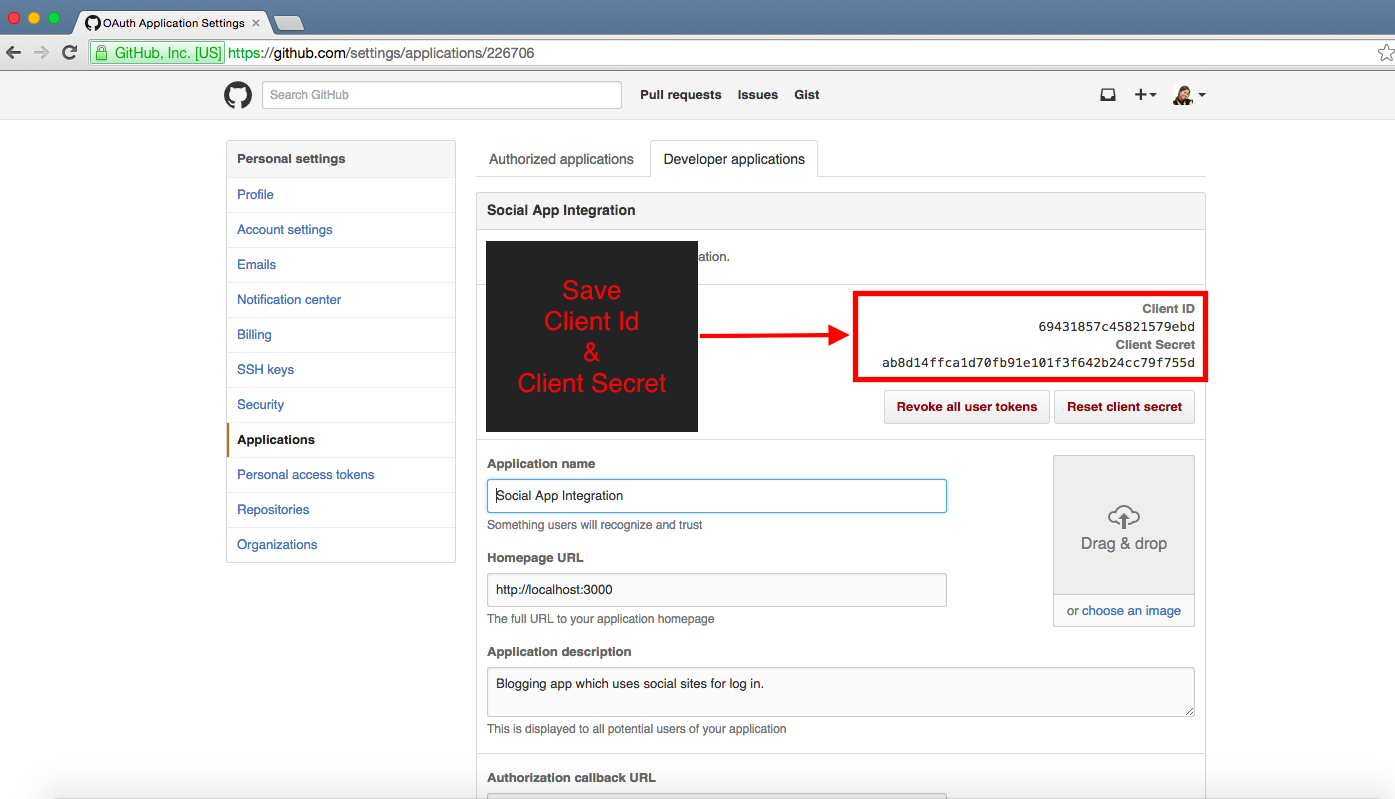 OAuth Application Settings
GitHub, Inc. [US] https://github.com/settings/applications/226706
Search GitHub
Pull requests Issues Gist
Personal settings
Profile
Account settings
Emails
Notification center
Billing
SSH keys
Security
Applications
Personal access tokens
Repositories
Organizations
Authorized applications Developer applications
Social App Integration
ation.
Save
Client Id
&
Client Secret
Client ID
69431857c45821579ebd
Client Secret
ab8d14ffca1d70fb91e101f3f642b24cc79f755d
Revoke all user tokens Reset client secret
Application name
Social App Integration
Something users will recognize and trust
Homepage URL
http://localhost:3000
The full URL to your application homepage
Drag & drop
or choose an image
Application description
Blogging app which uses social sites for log in.
This is displayed to all potential users of your application
Authorization callback URL